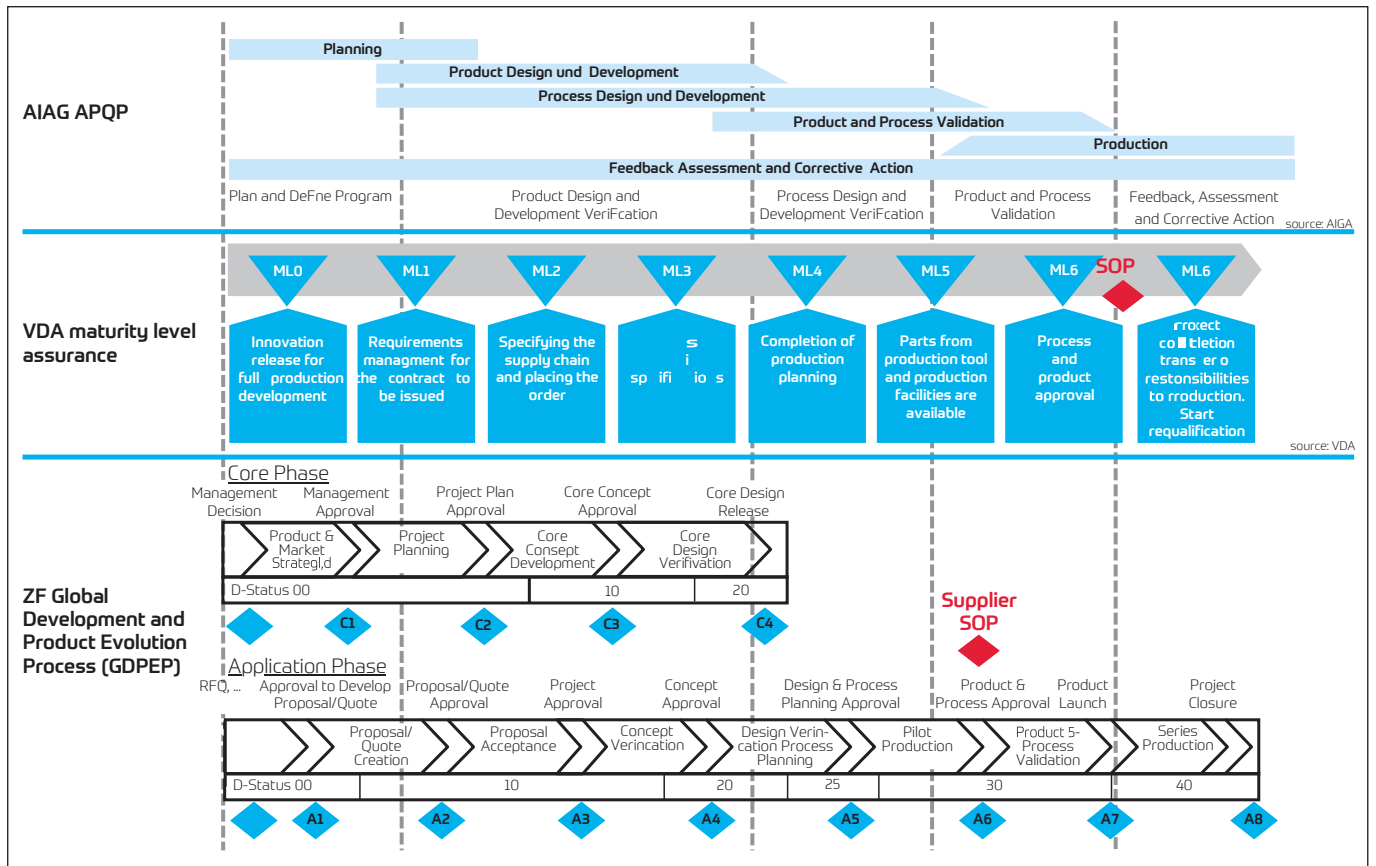 Planning
Product Design und Development
Process Design und Development
AIAG APQP
Product and Process Validation
Production
Feedback Assessment and Corrective Action
Plan and DeFne Program
Product Design and
Development VeriFcation
Process Design and
Development VeriFcation
Product and Process
Validation
Feedback, Assessment
and Corrective Action
source: AIGA
VDA maturity level
assurance
ML0
ML1
ML2
ML3
ML4
ML5
ML6
SOP
ML6
Innovation
release for
full production
development
Requirements
managment for
the contract to
be issued
Specifying the
supply chain
and placing the
order
Completion of
production
planning
Parts from
production tool
and production
facilities are
available
Process
and
product
approval
restonsibilities
to rroduction.
Start
requalification
source: VDA
ZF Global
Development and
Product Evolution
Process (GDPEP)
Core Phase
Management
Decision
Management
Approval
Project Plan
Approval
Core Concept
Approval
Core Design
Release
Product &
Market
Strategl,d
Project
Planning
Core
Consept
Development
Core
Design
Verifivation
D-Status 00
10
20
C1
C2
C3
C4
Supplier
SOP
Application Phase
RFQ, ...
Approval to Develop
Proposal/Quote
Proposal/Quote
Approval
Project
Approval
Concept
Approval
Design & Process
Planning Approval
Product &
Process Approval
Product
Launch
Project
Closure
Proposal/
Quote
Creation
Proposal
Acceptance
Concept
Verincation
Design Verin-
cation Process
Planning
Pilot
Production
Product 5-
Process
Validation
Series
Production
D-Status 00
10
20
25
30
40
A1
A2
A3
A4
A5
A6
A7
A8